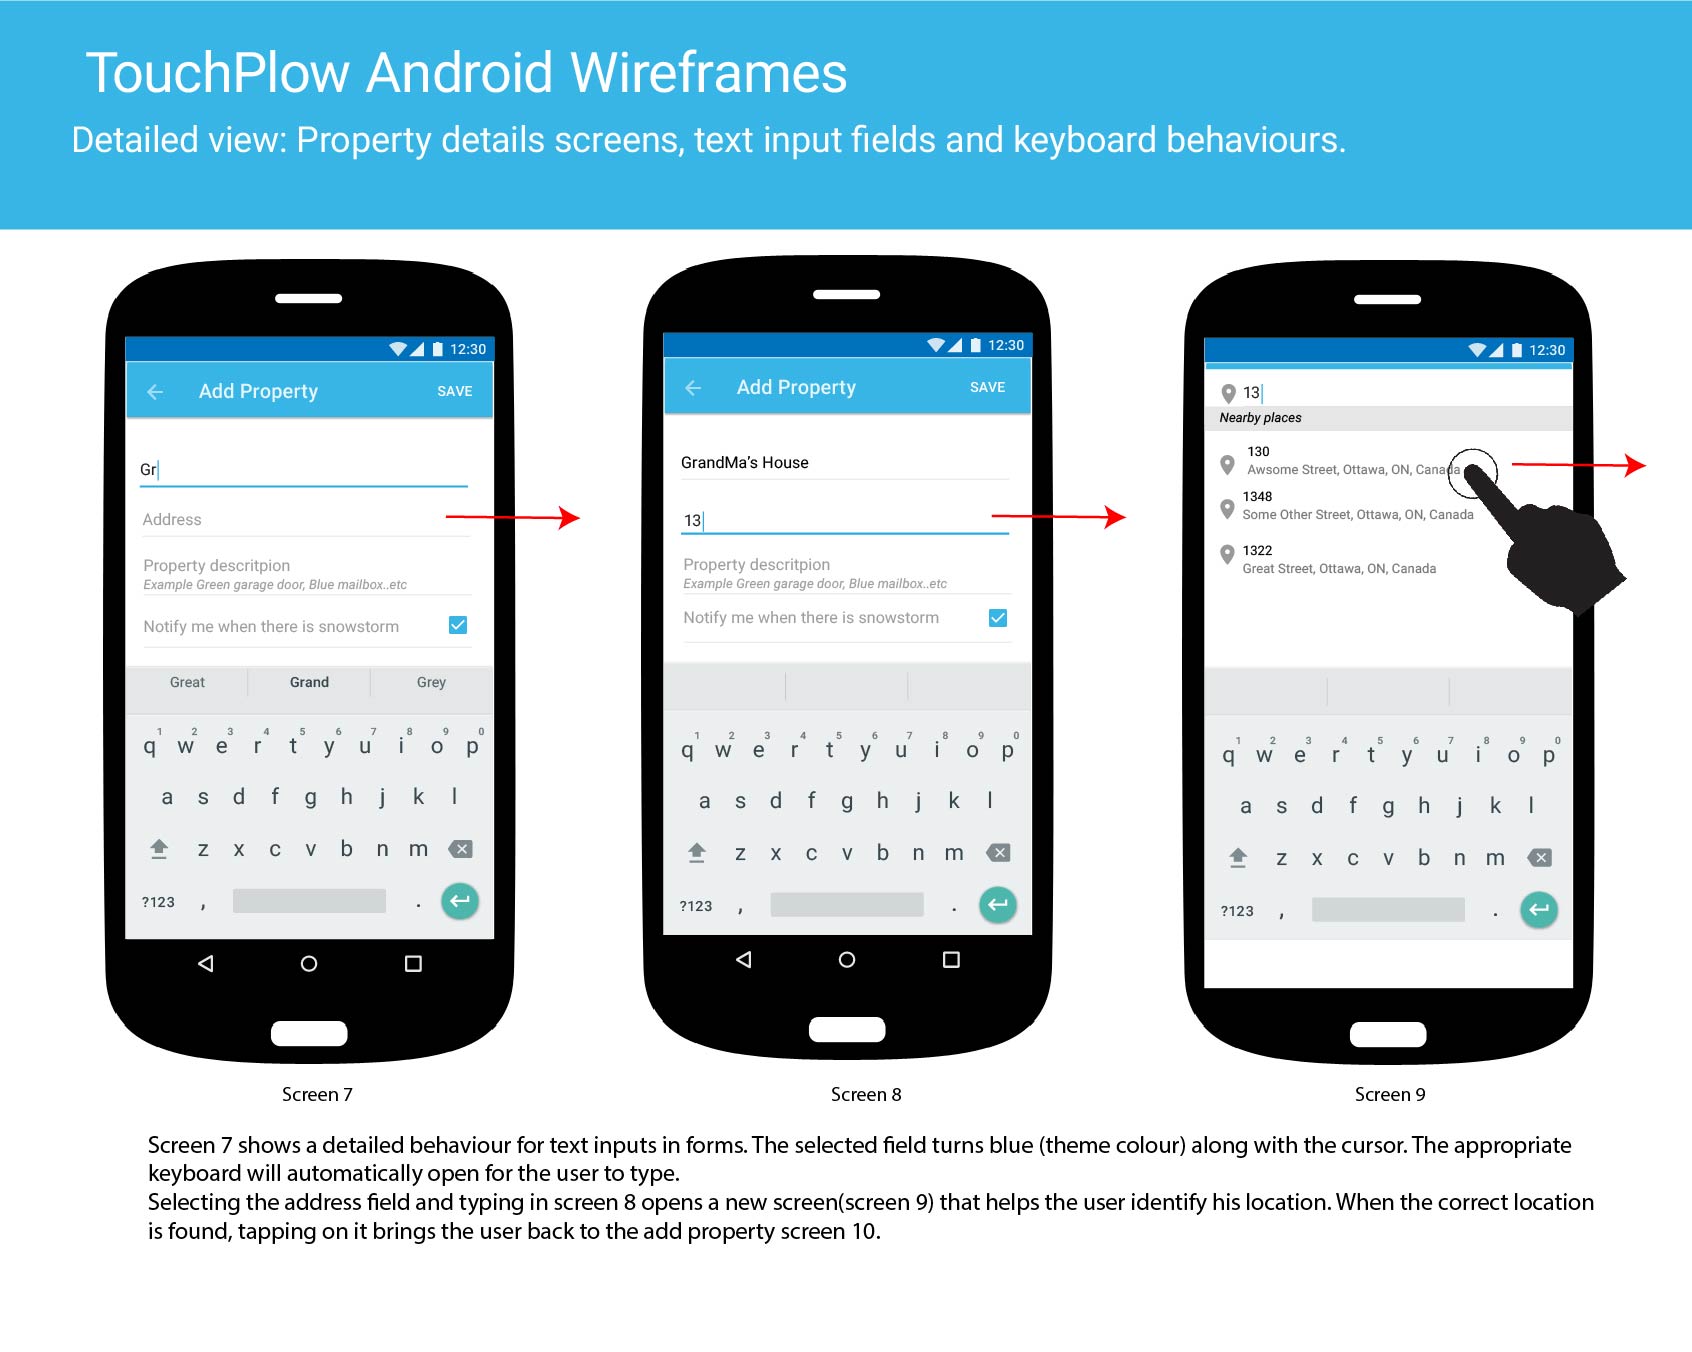 TouchPlow Android Wireframes
Detailed view: Property details screens, text input fields and keyboard behaviours.
12:30
Add Property SAVE
Gr
Address
Property descritpion
Example Green garage door, Blue mailbox..etc
Notify me when there is snowstorm
Great Grand Grey
1 2 3 4 5 6 7 8 9 0
q w e r t y u i o p
a s d f g h j k l
z x c v b n m
?123 , .
Screen 7
12:30
Add Property SAVE
GrandMa's House
13
Property descritpion
Example Green garage door, Blue mailbox..etc
Notify me when there is snowstorm
1 2 3 4 5 6 7 8 9 0
q w e r t y u i o p
a s d f g h j k l
z x c v b n m
?123 , .
Screen 8
12:30
13
Nearby places
130
Awsome Street, Ottawa, ON, Canada
1348
Some Other Street, Ottawa, ON, Canada
1322
Great Street, Ottawa, ON, Canada
1 2 3 4 5 6 7 8 9 0
q w e r t y u i o p
a s d f g h j k l
z x c v b n m
?123 , .
Screen 9
Screen 7 shows a detailed behaviour for text inputs in forms. The selected field turns blue (theme colour) along with the cursor. The appropriate
keyboard will automatically open for the user to type.
Selecting the address field and typing in screen 8 opens a new screen(screen 9) that helps the user identify his location. When the correct location
is found, tapping on it brings the user back to the add property screen 10.